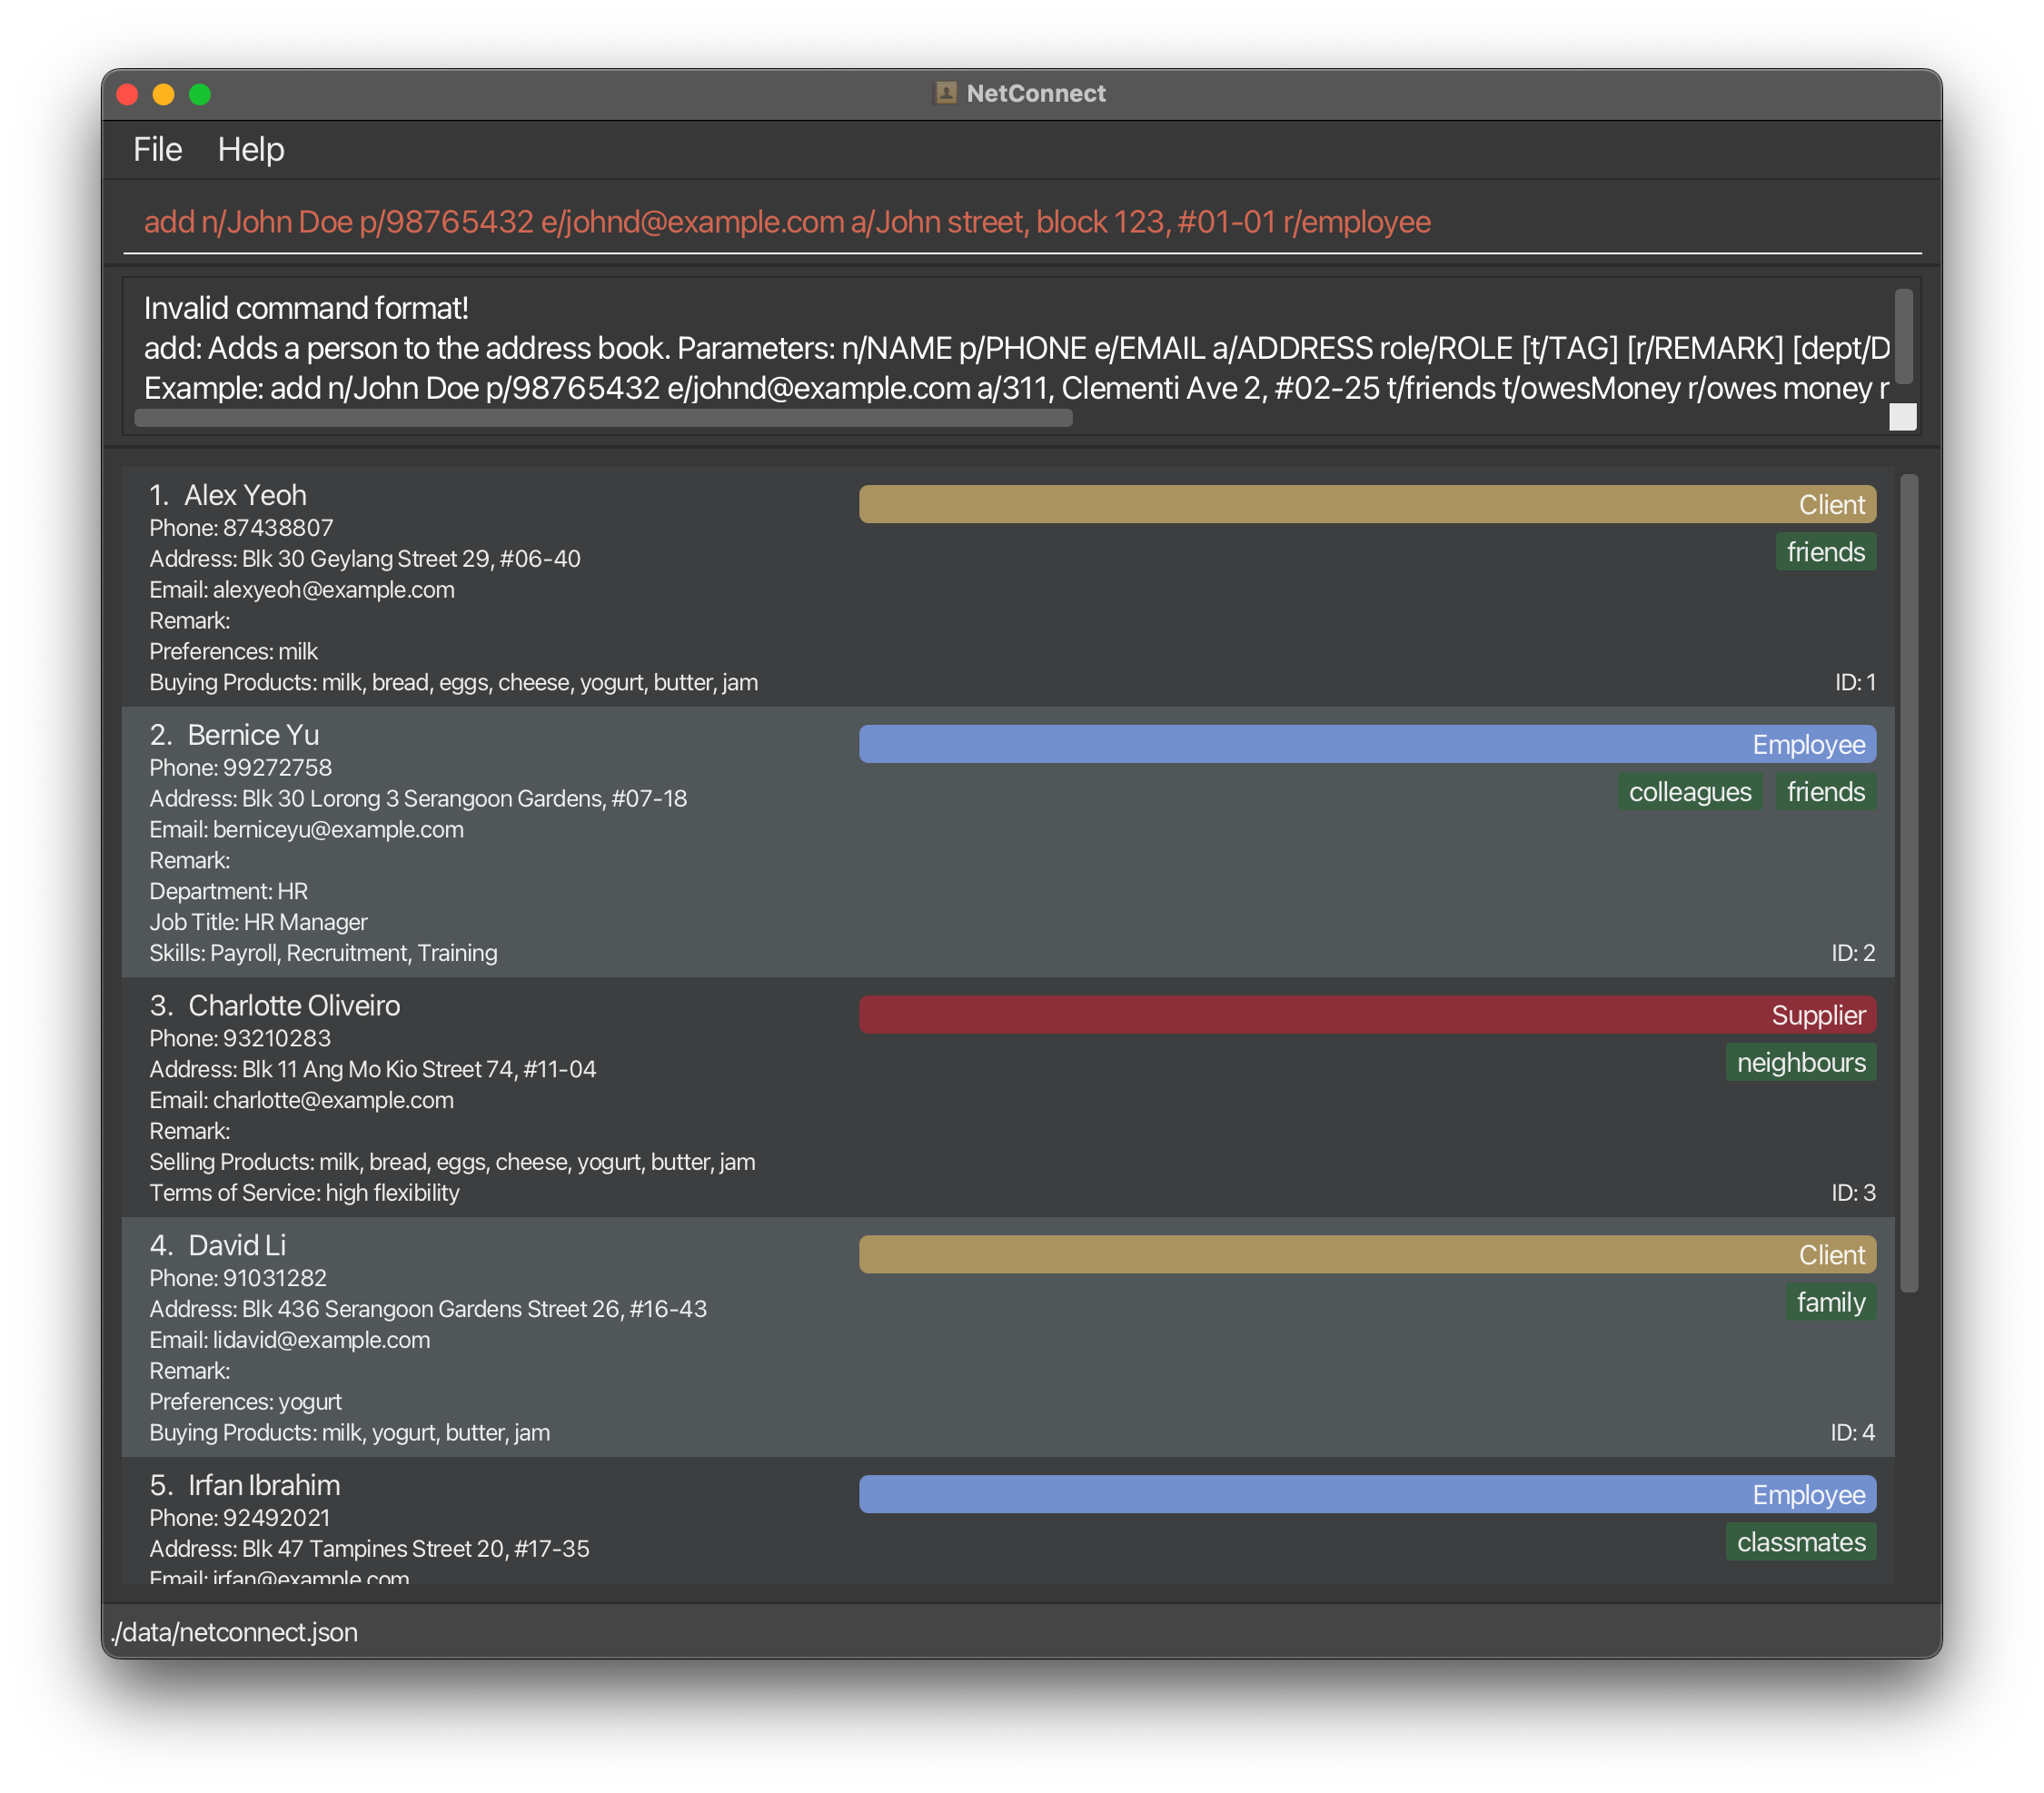 NetConnect
File Help
add n/John Doe p/98765432 e/johnd@example.com a/John street, block 123, #01-01 r/employee
Invalid command format!
add: Adds a person to the address book. Parameters: n/NAME p/PHONE e/EMAIL a/ADDRESS role/ROLE [t/TAG] [r/REMARK] [dept/D
Example: add n/John Doe p/98765432 e/johnd@example.com a/311, Clementi Ave 2, #02-25 t/friends t/owesMoney r/owes money r
1. Alex Yeoh
Client
Phone: 87438807
friends
Address: Blk 30 Geylang Street 29, #06-40
Email: alexyeoh@example.com
Remark:
Preferences: milk
Buying Products: milk, bread, eggs, cheese, yogurt, butter, jam
ID: 1
2. Bernice Yu
Employee
Phone: 99272758
colleagues friends
Address: Blk 30 Lorong 3 Serangoon Gardens, #07-18
Email: berniceyu@example.com
Remark:
Department: HR
Job Title: HR Manager
Skills: Payroll, Recruitment, Training
ID: 2
3. Charlotte Oliveiro
Supplier
Phone: 93210283
neighbours
Address: Blk 11 Ang Mo Kio Street 74, #11-04
Email: charlotte@example.com
Remark:
Selling Products: milk, bread, eggs, cheese, yogurt, butter, jam
Terms of Service: high flexibility
ID: 3
4. David Li
Client
Phone: 91031282
family
Address: Blk 436 Serangoon Gardens Street 26, #16-43
Email: lidavid@example.com
Remark:
Preferences: yogurt
Buying Products: milk, yogurt, butter, jam
ID: 4
5. Irfan Ibrahim
Employee
Phone: 92492021
classmates
Address: Blk 47 Tampines Street 20, #17-35
Email: irfan@example.com
./data/netconnect.json